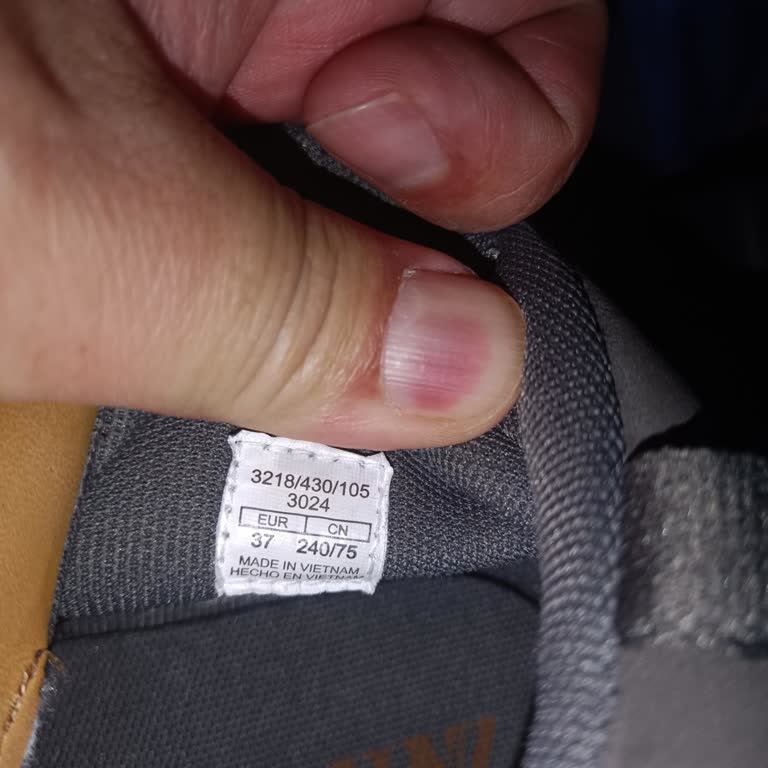 3218/430/105
3024
EUR CN
37 240/75
MADE IN VIETNAM
HECHO EN VIETNAM